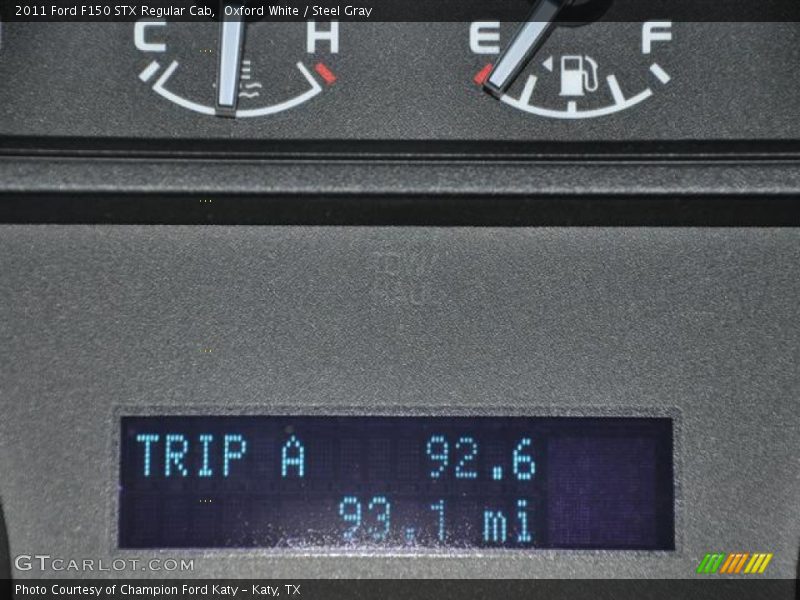 2011 Ford F150 STX Regular Cab, Oxford White / Steel Gray
C H E F
TRIP A 92.6
93.1 mi
GTCARLOT.COM
Photo Courtesy of Champion Ford Katy - Katy, TX